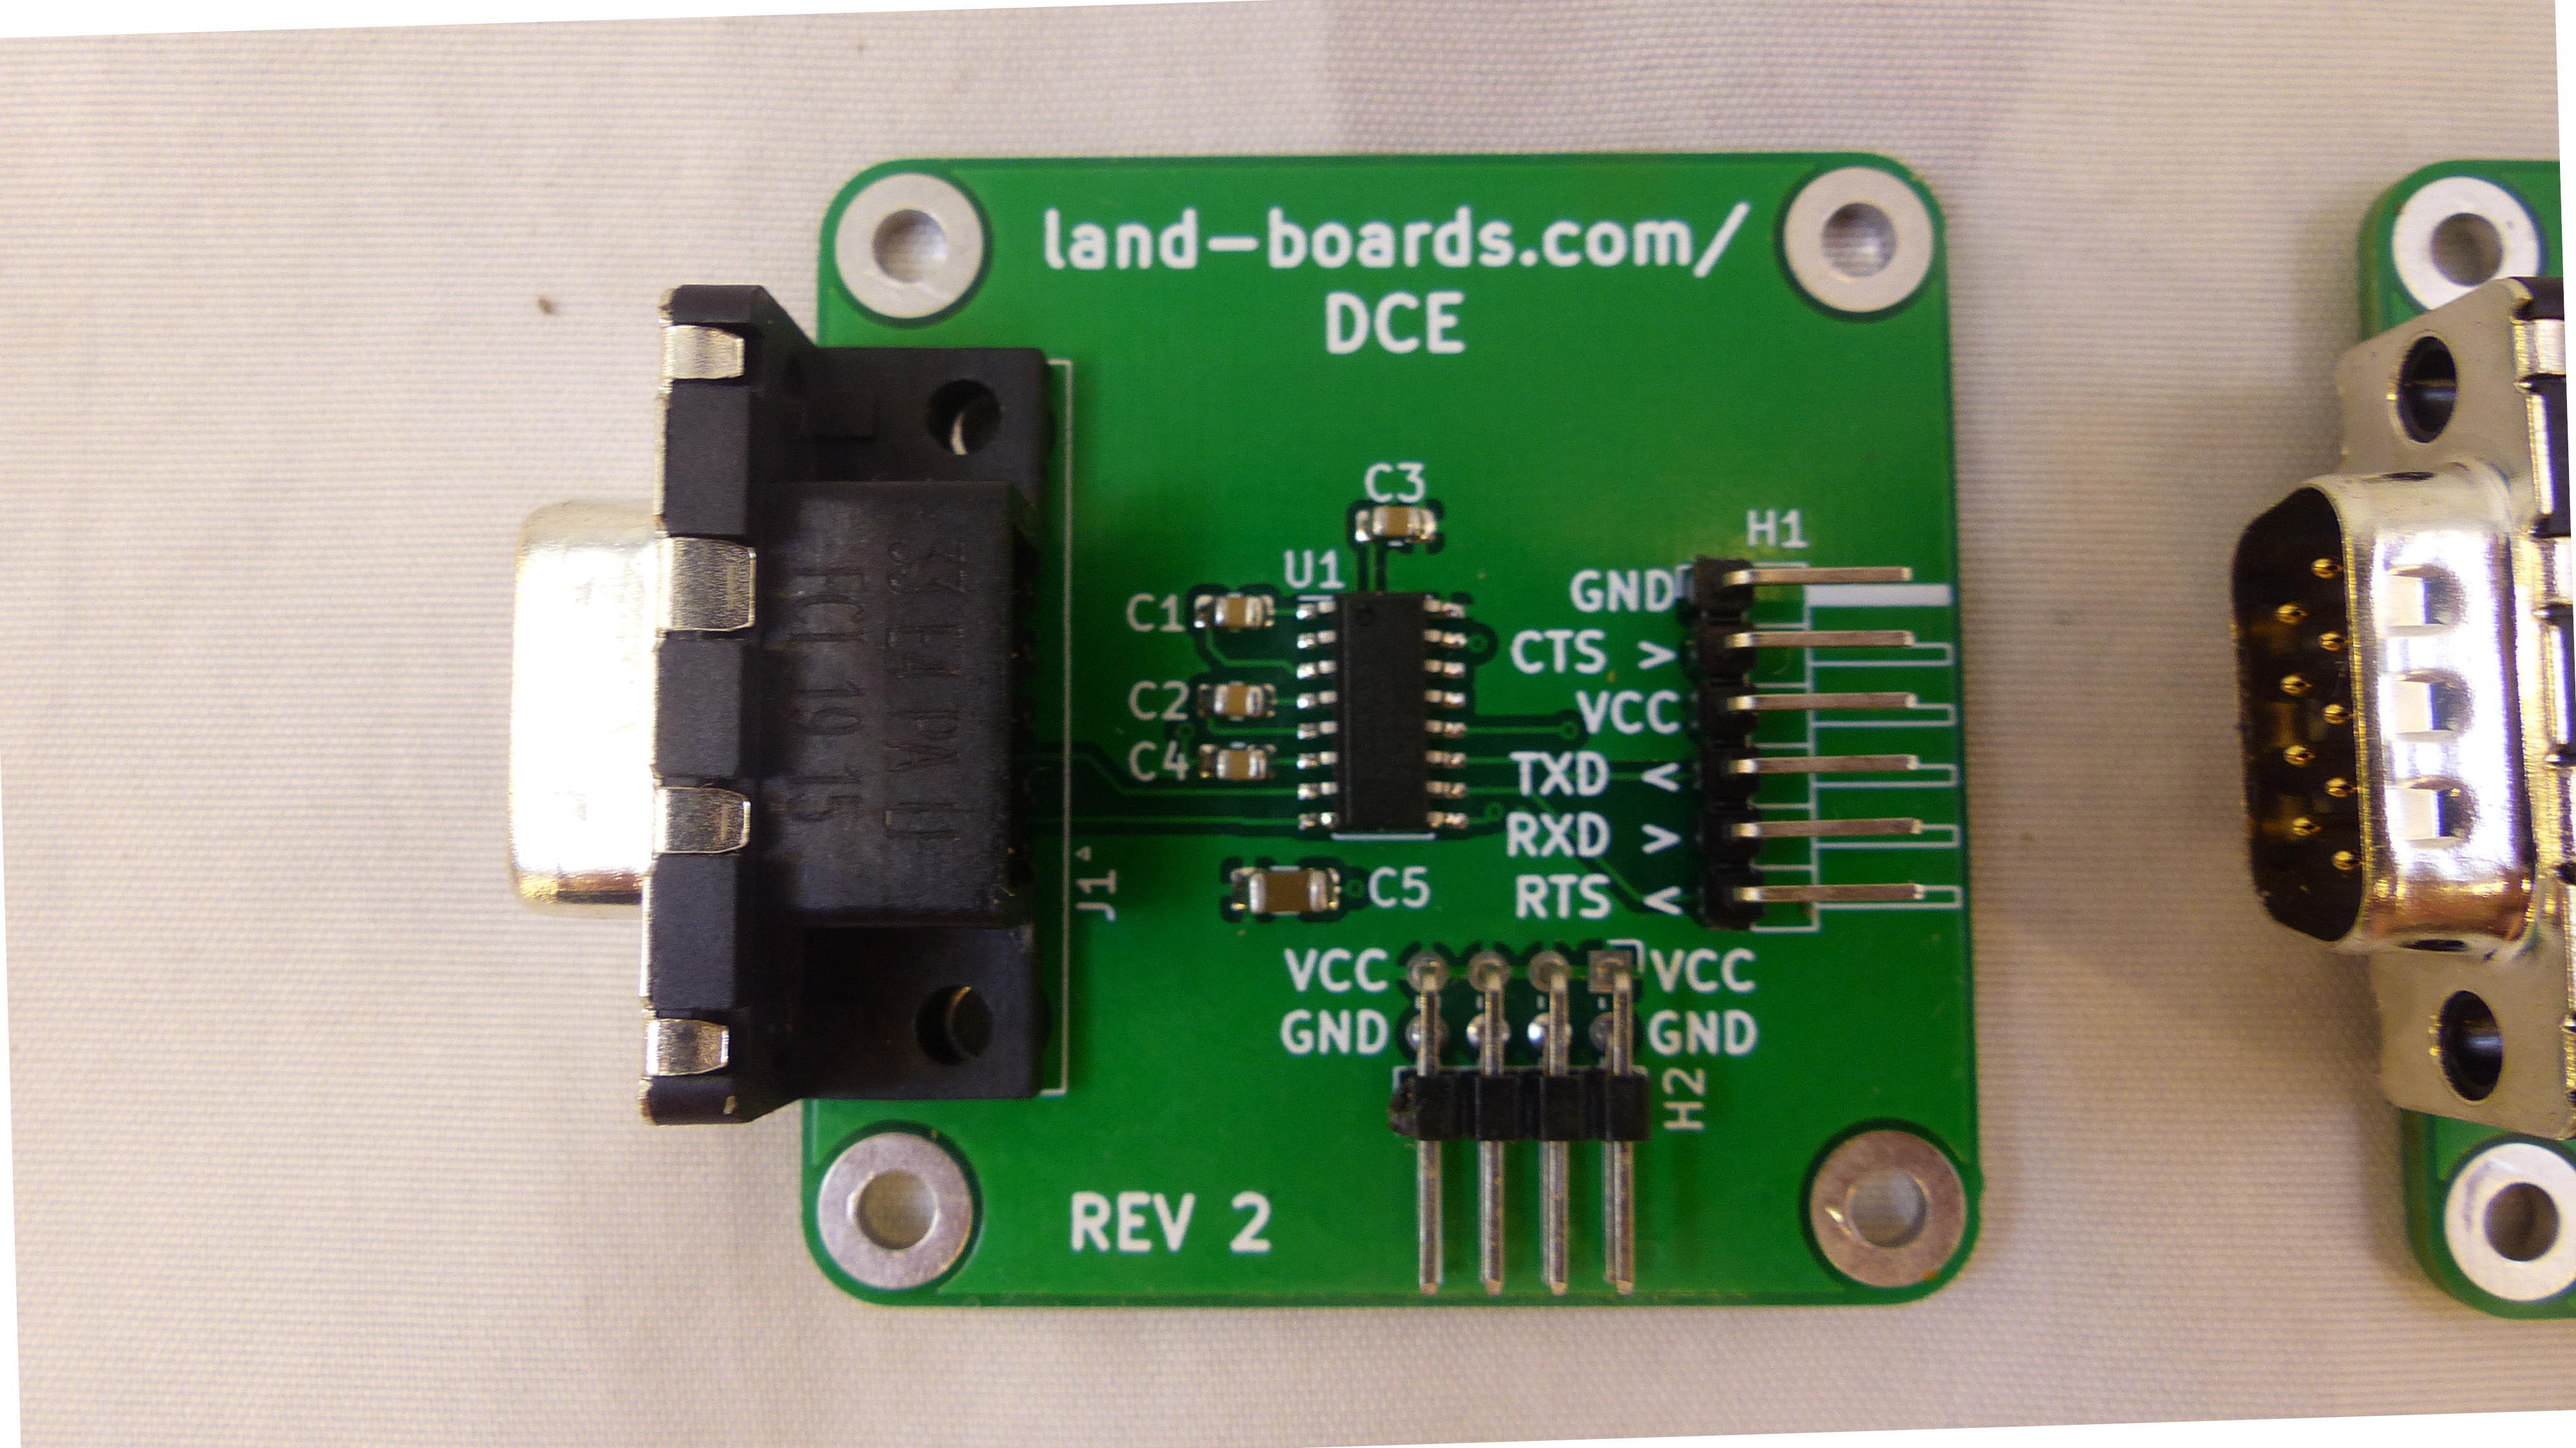 land-boards.com/
DCE
C3
H1
U1
GND
C1
CTS >
C2
VCC
C4
TXD <
RXD >
J1
C5
RTS <
VCC VCC
GND GND
H2
REV 2